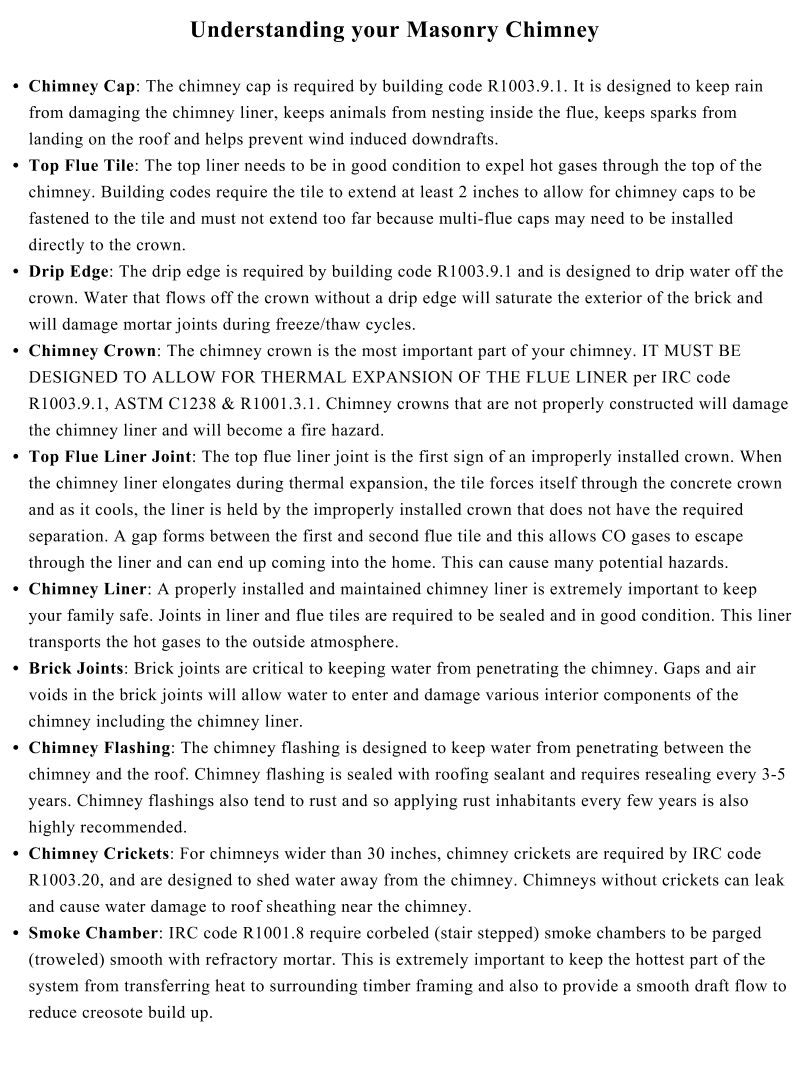 Understanding your Masonry Chimney
• Chimney Cap: The chimney cap is required by building code R1003.9.1. It is designed to keep rain
from damaging the chimney liner, keeps animals from nesting inside the flue, keeps sparks from
landing on the roof and helps prevent wind induced downdrafts.
• Top Flue Tile: The top liner needs to be in good condition to expel hot gases through the top of the
chimney. Building codes require the tile to extend at least 2 inches to allow for chimney caps to be
fastened to the tile and must not extend too far because multi-flue caps may need to be installed
directly to the crown.
• Drip Edge: The drip edge is required by building code R1003.9.1 and is designed to drip water off the
crown. Water that flows off the crown without a drip edge will saturate the exterior of the brick and
will damage mortar joints during freeze/thaw cycles.
• Chimney Crown: The chimney crown is the most important part of your chimney. IT MUST BE
DESIGNED TO ALLOW FOR THERMAL EXPANSION OF THE FLUE LINER per IRC code
R1003.9.1, ASTM C1238 & R1001.3.1. Chimney crowns that are not properly constructed will damage
the chimney liner and will become a fire hazard.
• Top Flue Liner Joint: The top flue liner joint is the first sign of an improperly installed crown. When
the chimney liner elongates during thermal expansion, the tile forces itself through the concrete crown
and as it cools, the liner is held by the improperly installed crown that does not have the required
separation. A gap forms between the first and second flue tile and this allows CO gases to escape
through the liner and can end up coming into the home. This can cause many potential hazards.
• Chimney Liner: A properly installed and maintained chimney liner is extremely important to keep
your family safe. Joints in liner and flue tiles are required to be sealed and in good condition. This liner
transports the hot gases to the outside atmosphere.
• Brick Joints: Brick joints are critical to keeping water from penetrating the chimney. Gaps and air
voids in the brick joints will allow water to enter and damage various interior components of the
chimney including the chimney liner.
• Chimney Flashing: The chimney flashing is designed to keep water from penetrating between the
chimney and the roof. Chimney flashing is sealed with roofing sealant and requires resealing every 3-5
years. Chimney flashings also tend to rust and so applying rust inhabitants every few years is also
highly recommended.
• Chimney Crickets: For chimneys wider than 30 inches, chimney crickets are required by IRC code
R1003.20, and are designed to shed water away from the chimney. Chimneys without crickets can leak
and cause water damage to roof sheathing near the chimney.
• Smoke Chamber: IRC code R1001.8 require corbeled (stair stepped) smoke chambers to be parged
(troweled) smooth with refractory mortar. This is extremely important to keep the hottest part of the
system from transferring heat to surrounding timber framing and also to provide a smooth draft flow to
reduce creosote build up.